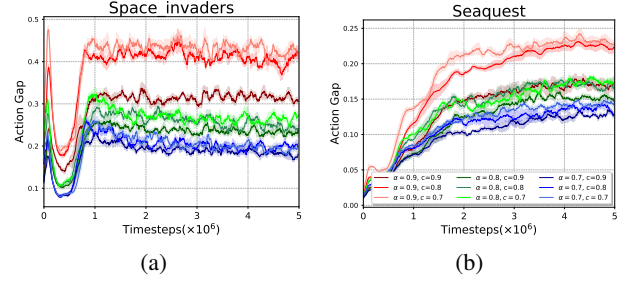 Space_invaders
Action Gap
0.5
0.4
0.3
0.2
0.1
0 1 2 3 4 5
Timesteps(×10⁶)
(a)
Seaquest
Action Gap
0.25
0.20
0.15
0.10
0.05
0.00
α = 0.9, c=0.9 α = 0.8, c=0.9 α = 0.7, c=0.9
α = 0.9, c=0.8 α = 0.8, c=0.8 α = 0.7, c=0.8
α = 0.9, c = 0.7 α = 0.8, c = 0.7 α = 0.7, c = 0.7
0 1 2 3 4 5
Timesteps(×10⁶)
(b)